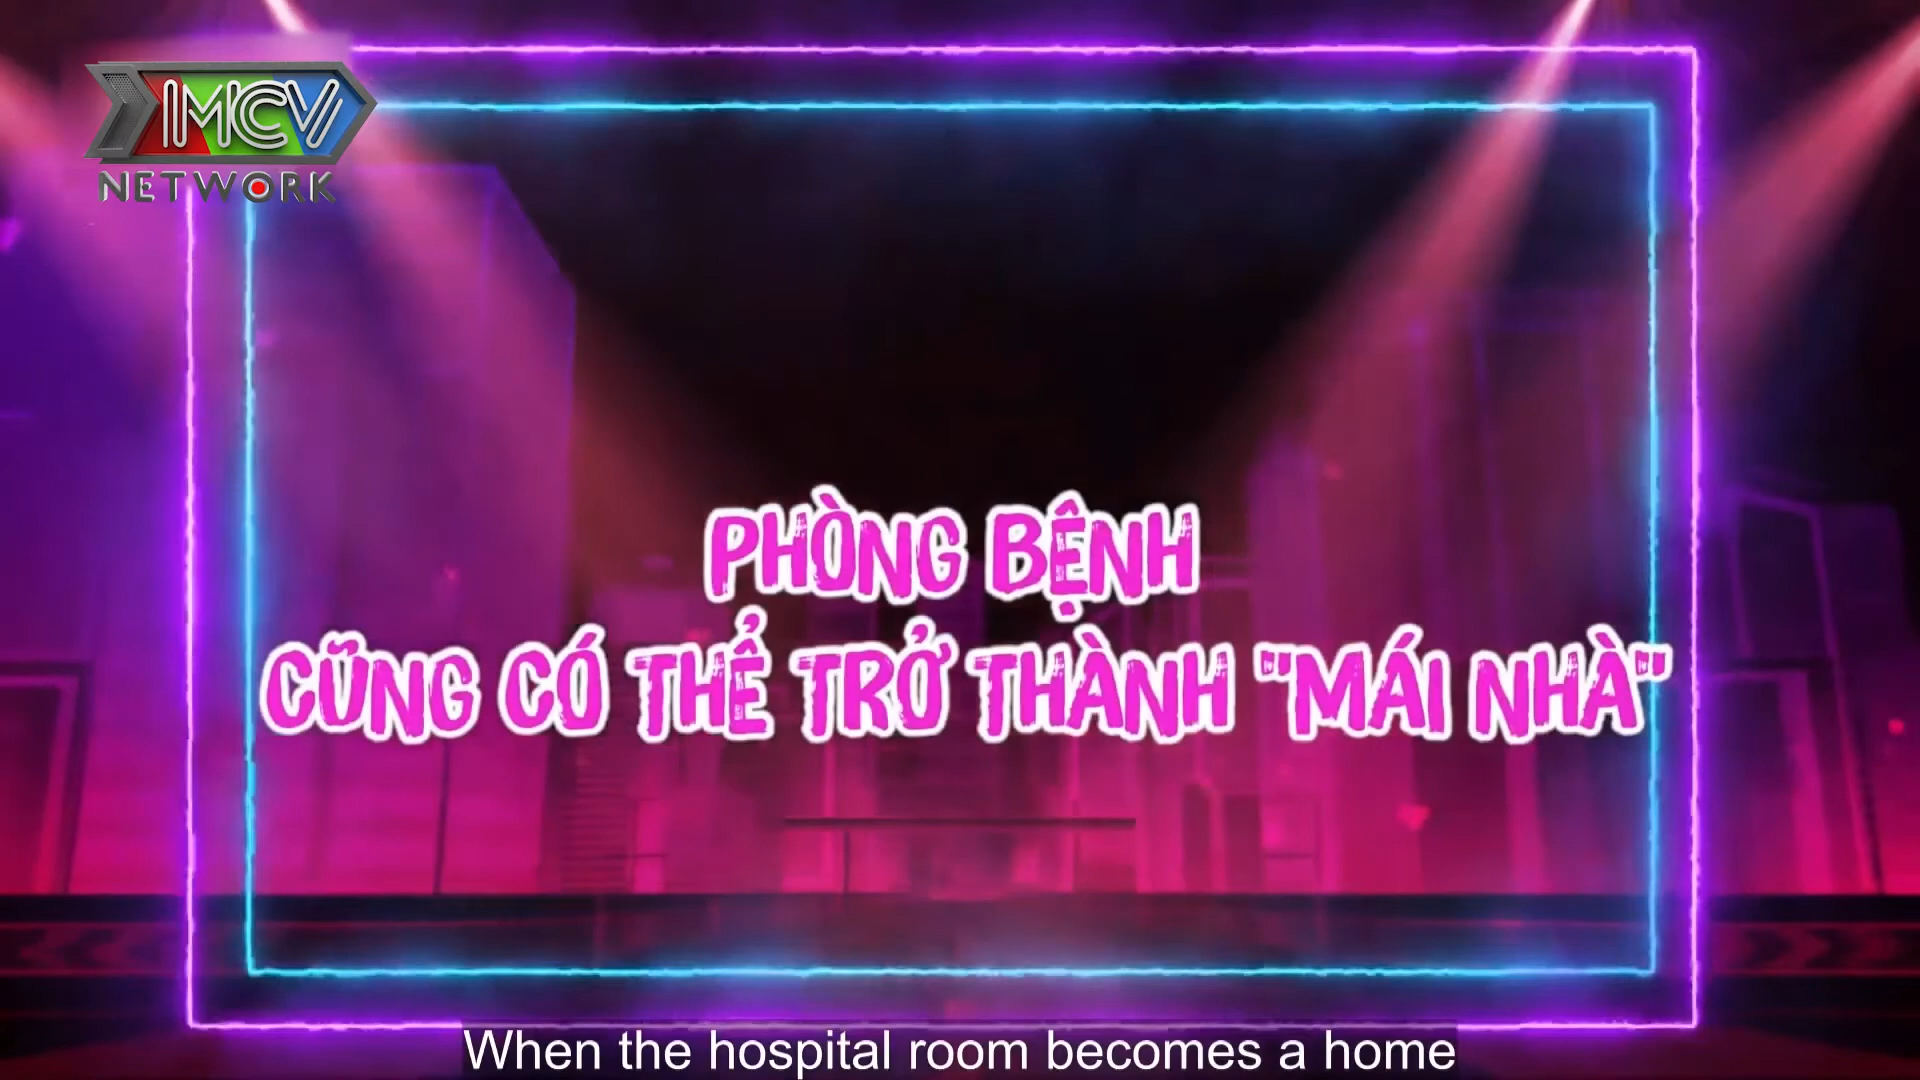 MCV
NETWORK
PHÒNG BỆNH
CŨNG CÓ THỂ TRỞ THÀNH "MÁI NHÀ"
When the hospital room becomes a home